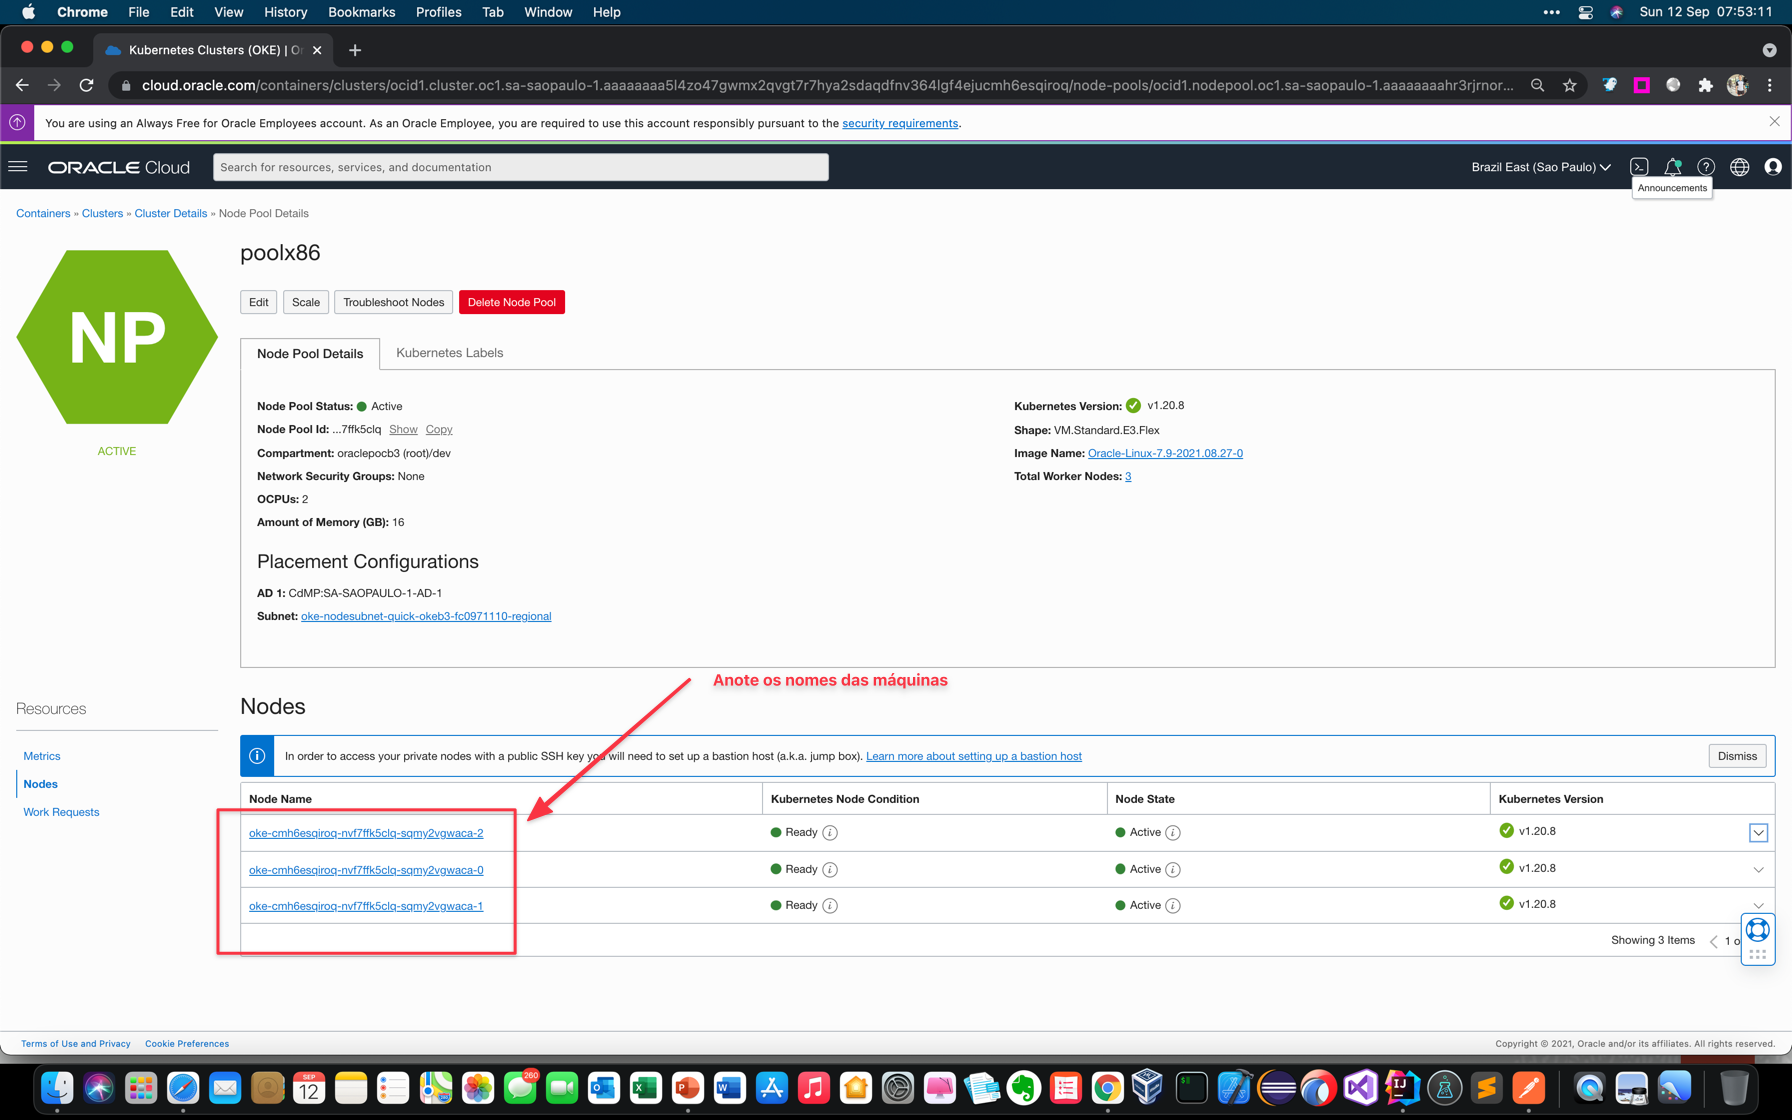 Chrome File Edit View History Bookmarks Profiles Tab Window Help Sun 12 Sep 07:53:11
Kubernetes Clusters (OKE) | O
cloud.oracle.com/containers/clusters/ocid1.cluster.oc1.sa-saopaulo-1.aaaaaaaa5l4zo47gwmx2qvgt7r7hya2sdaqdfnv364lgf4ejucmh6esqiroq/node-pools/ocid1.nodepool.oc1.sa-saopaulo-1.aaaaaaaahr3rjrnor...
You are using an Always Free for Oracle Employees account. As an Oracle Employee, you are required to use this account responsibly pursuant to the security requirements.
ORACLE Cloud Search for resources, services, and documentation Brazil East (Sao Paulo)
Announcements
Containers » Clusters » Cluster Details » Node Pool Details
NP
ACTIVE
poolx86
Edit Scale Troubleshoot Nodes Delete Node Pool
Node Pool Details Kubernetes Labels
Node Pool Status: Active
Node Pool Id: ...7ffk5clq Show Copy
Compartment: oraclepocb3 (root)/dev
Network Security Groups: None
OCPUs: 2
Amount of Memory (GB): 16
Kubernetes Version: v1.20.8
Shape: VM.Standard.E3.Flex
Image Name: Oracle-Linux-7.9-2021.08.27-0
Total Worker Nodes: 3
Placement Configurations
AD 1: CdMP:SA-SAOPAULO-1-AD-1
Subnet: oke-nodesubnet-quick-okeb3-fc0971110-regional
Anote os nomes das máquinas
Resources
Metrics
Nodes
Work Requests
Nodes
In order to access your private nodes with a public SSH key you will need to set up a bastion host (a.k.a. jump box). Learn more about setting up a bastion host Dismiss
Node Name Kubernetes Node Condition Node State Kubernetes Version
oke-cmh6esqiroq-nvf7ffk5clq-sqmy2vgwaca-2 Ready Active v1.20.8
oke-cmh6esqiroq-nvf7ffk5clq-sqmy2vgwaca-0 Ready Active v1.20.8
oke-cmh6esqiroq-nvf7ffk5clq-sqmy2vgwaca-1 Ready Active v1.20.8
Showing 3 Items 1 o
Terms of Use and Privacy Cookie Preferences Copyright © 2021, Oracle and/or its affiliates. All rights reserved.
SEP
12
260